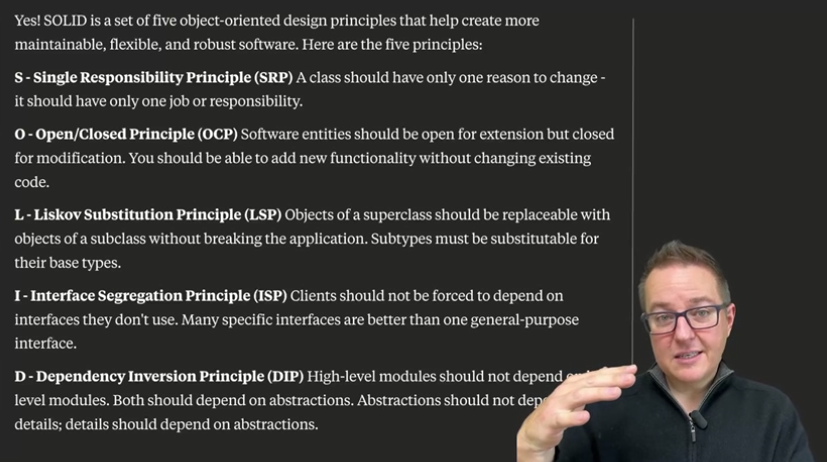 Yes! SOLID is a set of five object-oriented design principles that help create more
maintainable, flexible, and robust software. Here are the five principles:
S - Single Responsibility Principle (SRP) A class should have only one reason to change -
it should have only one job or responsibility.
O - Open/Closed Principle (OCP) Software entities should be open for extension but closed
for modification. You should be able to add new functionality without changing existing
code.
L - Liskov Substitution Principle (LSP) Objects of a superclass should be replaceable with
objects of a subclass without breaking the application. Subtypes must be substitutable for
their base types.
I - Interface Segregation Principle (ISP) Clients should not be forced to depend on
interfaces they don't use. Many specific interfaces are better than one general-purpose
interface.
D - Dependency Inversion Principle (DIP) High-level modules should not depend
level modules. Both should depend on abstractions. Abstractions should not
details; details should depend on abstractions.